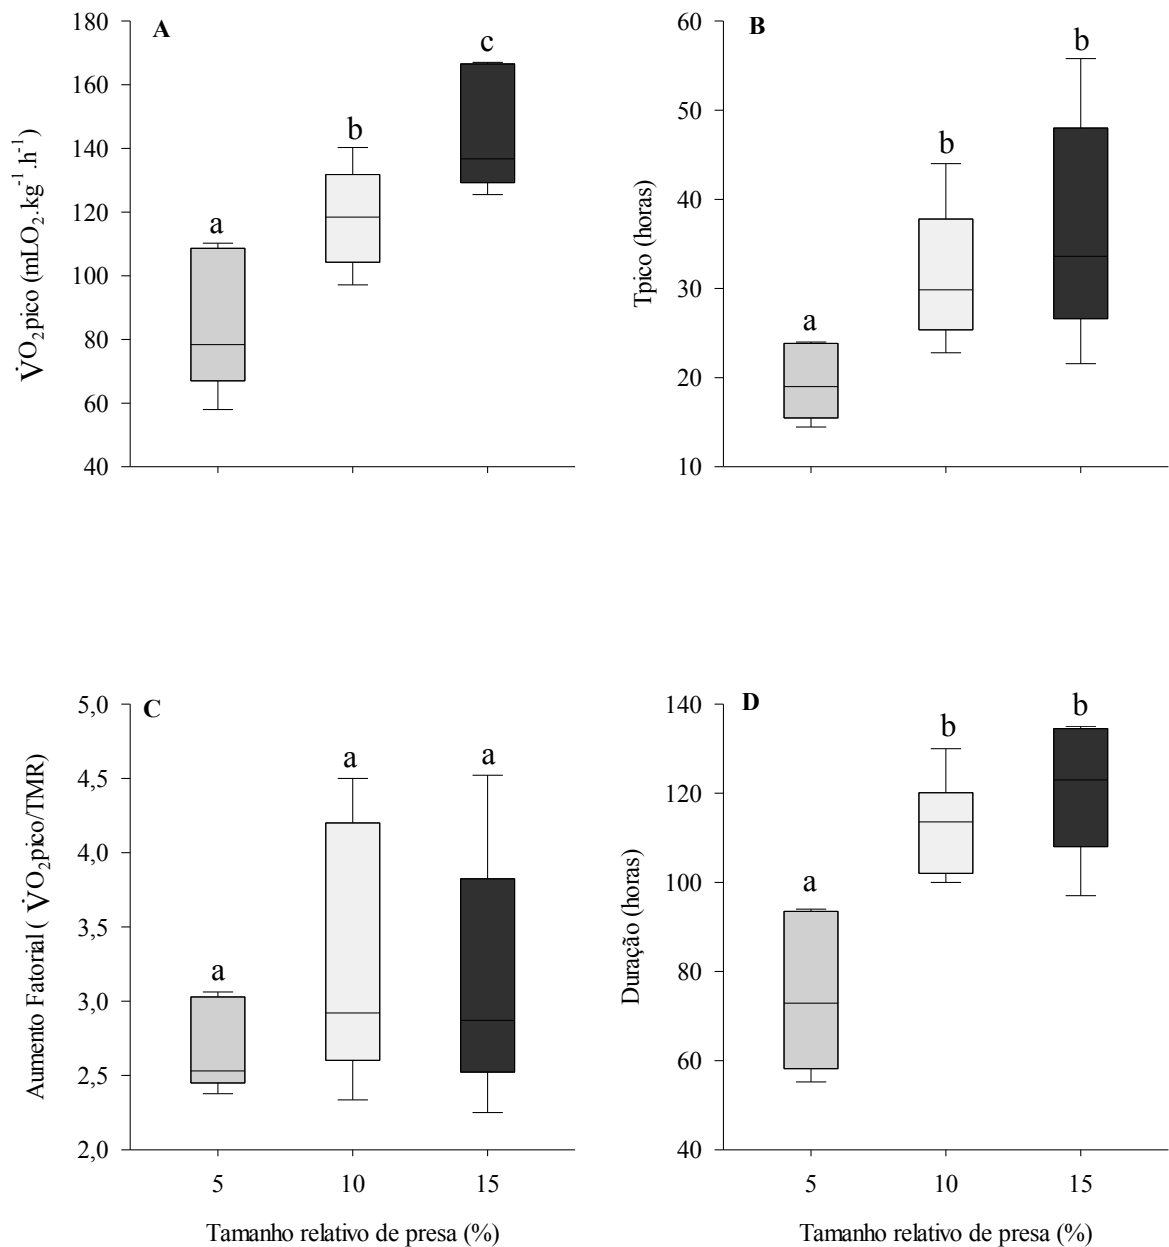 A
180
160
140
120
100
80
60
40
V̇O₂pico (mLO₂.kg⁻¹.h⁻¹)
a
b
c
B
60
50
40
30
20
10
Tpico (horas)
a
b
b
C
5,0
4,5
4,0
3,5
3,0
2,5
2,0
Aumento Fatorial ( V̇O₂pico/TMR)
a
a
a
5 10 15
Tamanho relativo de presa (%)
D
140
120
100
80
60
40
Duração (horas)
a
b
b
5 10 15
Tamanho relativo de presa (%)